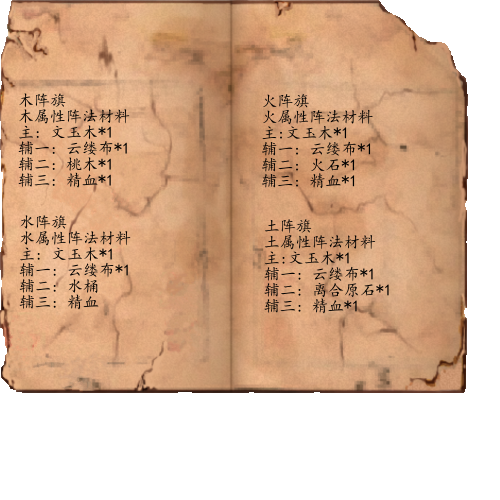 木阵旗
木属性阵法材料
主: 文玉木*1
辅一: 云缕布*1
辅二: 桃木*1
辅三: 精血*1
水阵旗
水属性阵法材料
主: 文玉木*1
辅一: 云缕布*1
辅二: 水桶
辅三: 精血
火阵旗
火属性阵法材料
主:文玉木*1
辅一: 云缕布*1
辅二: 火石*1
辅三: 精血*1
土阵旗
土属性阵法材料
主:文玉木*1
辅一: 云缕布*1
辅二: 离合原石*1
辅三: 精血*1